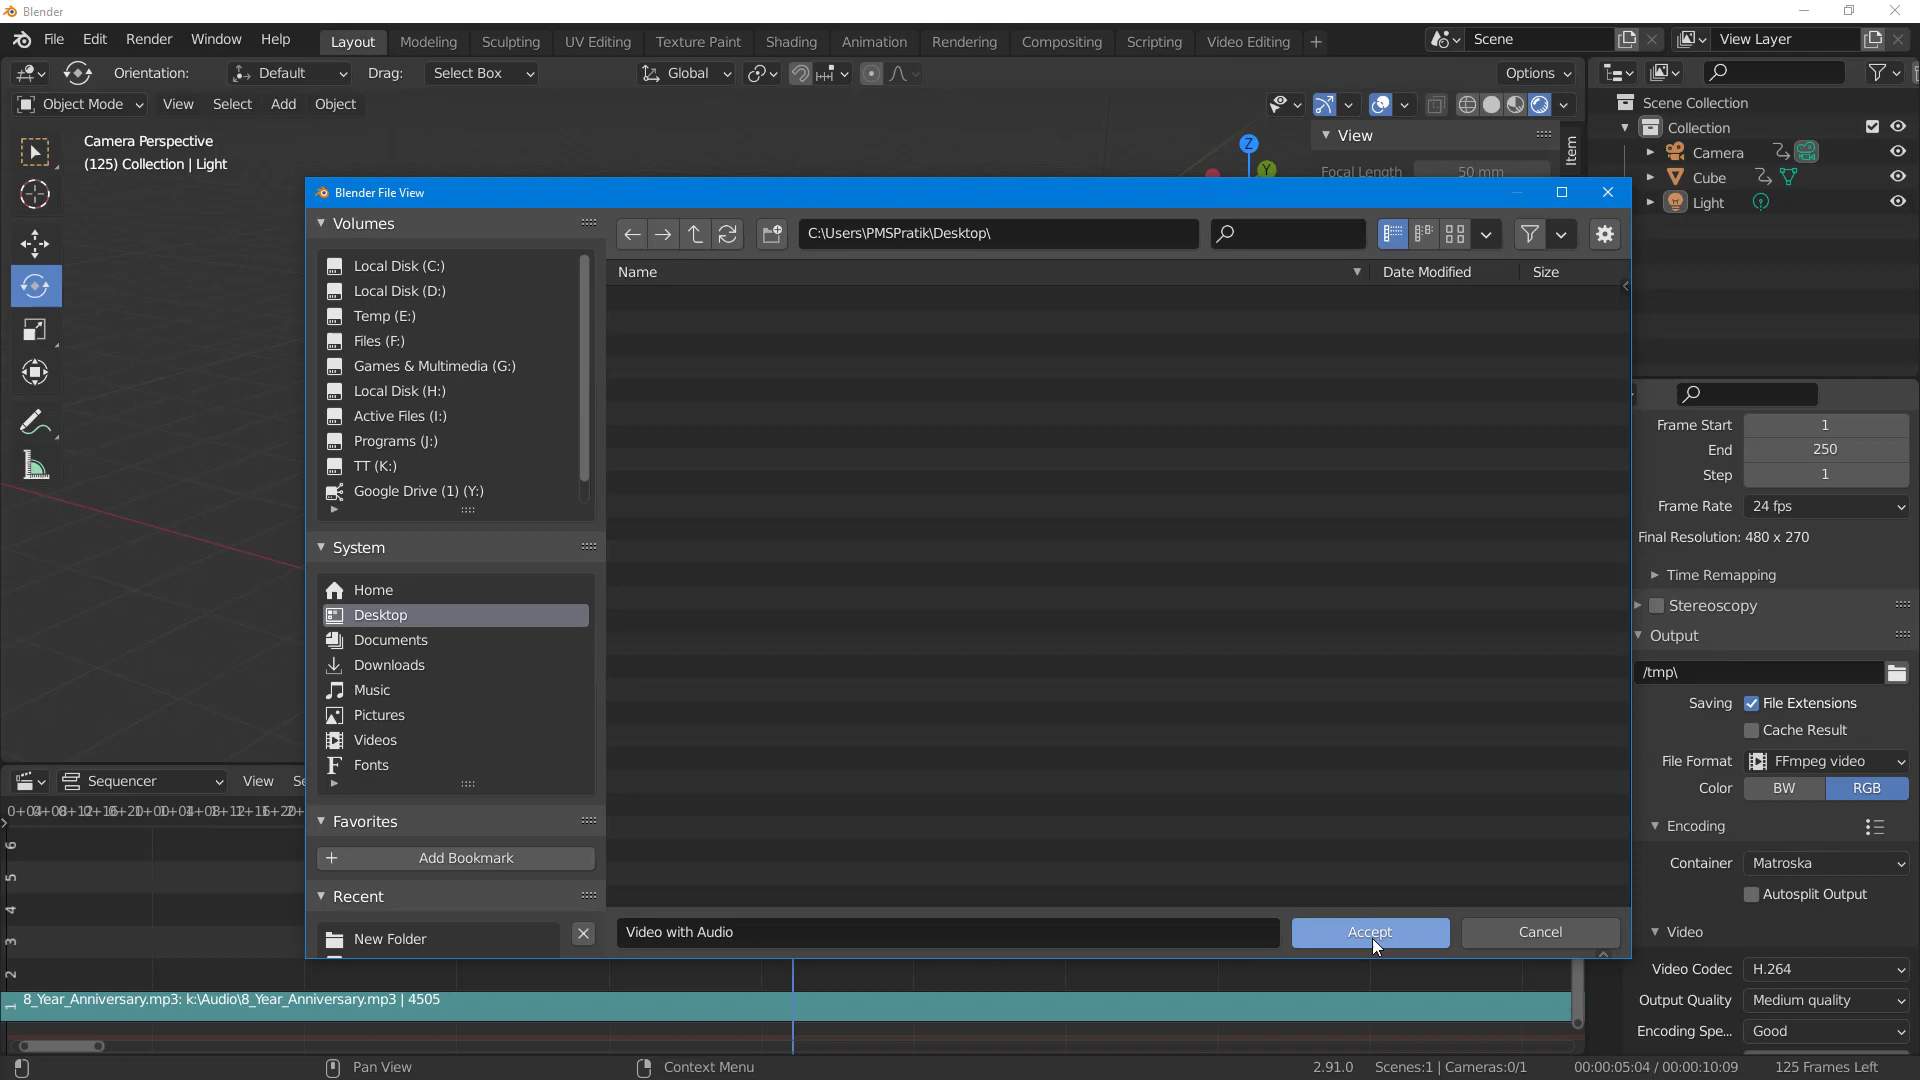 Blender
File Edit Render Window Help Layout Modeling Sculpting UV Editing Texture Paint Shading Animation Rendering Compositing Scripting Video Editing + Scene View Layer
Orientation: Default Drag: Select Box Global Options
Object Mode View Select Add Object
Camera Perspective
(125) Collection | Light
Z
Y
View
Focal Length 50 mm
Item
Scene Collection
Collection
Camera
Cube
Light
Blender File View
Volumes
Local Disk (C:)
Local Disk (D:)
Temp (E:)
Files (F:)
Games & Multimedia (G:)
Local Disk (H:)
Active Files (I:)
Programs (J:)
TT (K:)
Google Drive (1) (Y:)
System
Home
Desktop
Documents
Downloads
Music
Pictures
Videos
Fonts
Favorites
Add Bookmark
Recent
New Folder
C:\Users\PMSPratik\Desktop\
Name Date Modified Size
Video with Audio Accept Cancel
Frame Start 1
End 250
Step 1
Frame Rate 24 fps
Final Resolution: 480 x 270
Time Remapping
Stereoscopy
Output
/tmp\
Saving File Extensions
Cache Result
File Format FFmpeg video
Color BW RGB
Encoding
Container Matroska
Autosplit Output
Video
Video Codec H.264
Output Quality Medium quality
Encoding Spe... Good
Sequencer View
6
5
4
3
2
1
8_Year_Anniversary.mp3: k:\Audio\8_Year_Anniversary.mp3 | 4505
Pan View Context Menu 2.91.0 Scenes:1 | Cameras:0/1 00:00:05:04 / 00:00:10:09 125 Frames Left